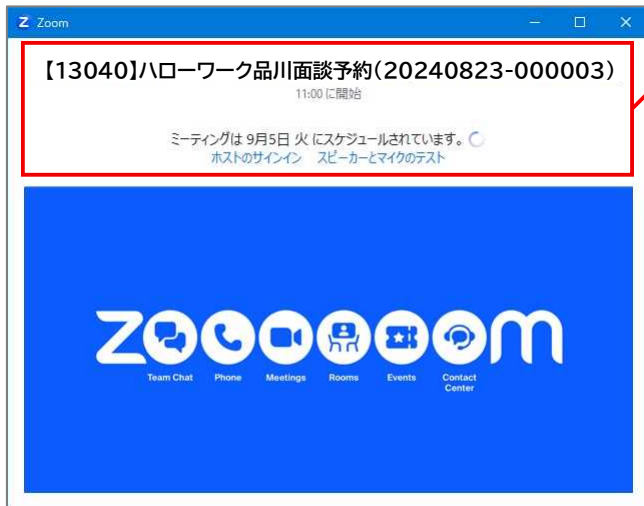 Zoom
【13040】ハローワーク品川面談予約(20240823-000003)
11:00 に開始
ミーティングは 9月5日 火 にスケジュールされています。
ホストのサインイン スピーカーとマイクのテスト
zoooooom
Team Chat Phone Meetings Rooms Events Contact Center